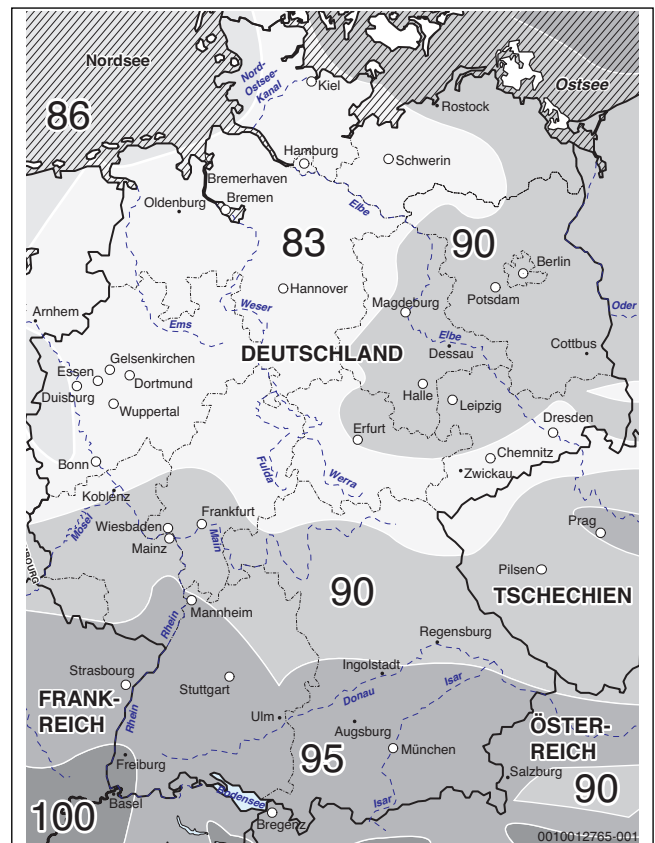 Nordsee
86
Nord-
Ostsee-
Kanal
Kiel
Ostsee
Rostock
Hamburg
Schwerin
Bremerhaven
Bremen
Oldenburg
Elbe
83
90
Berlin
Potsdam
Hannover
Weser
Magdeburg
Oder
Arnhem
Ems
Elbe
DEUTSCHLAND
Dessau
Cottbus
Gelsenkirchen
Essen
Dortmund
Duisburg
Wuppertal
Halle
Leipzig
Erfurt
Dresden
Chemnitz
Zwickau
Bonn
Fulda
Werra
Koblenz
Mosel
Wiesbaden
Frankfurt
Mainz
Main
Prag
Pilsen
TSCHECHIEN
BOURG
90
Mannheim
Rhein
Regensburg
Strasbourg
Stuttgart
Ingolstadt
Isar
FRANK-
REICH
Rhein
Donau
Ulm
Augsburg
ÖSTER-
REICH
95
München
Freiburg
Salzburg
90
Bodensee
100
Basel
Isar
Bregenz
0010012765-001